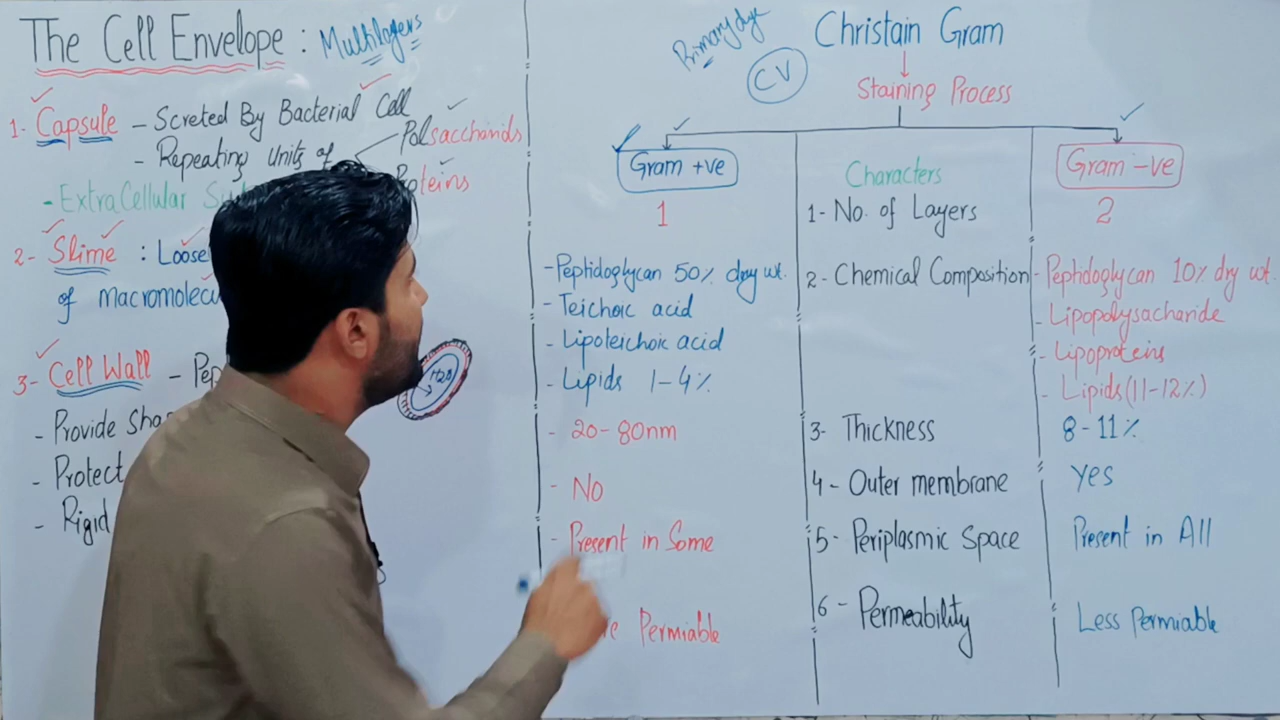 The Cell Envelope : Multilayers
1- Capsule - Screted By Bacterial Cell
- Repeating Units of
Polsaccharids
Proteins
- ExtraCellular
2- Slime : Loose
of macromolecu
3- Cell Wall - Pep
- Provide Sha
- Protect
- Rigid
H2O
Primary dye
CV
Christain Gram
Staining Process
Gram +ve
Characters
Gram -ve
1
1- No. of Layers
2
- Peptidoglycan 50% dry wt.
- Teichoic acid
- Lipoteichoic acid
- Lipids 1-4%
2- Chemical Composition
- Peptidoglycan 10% dry wt.
- Lipopolysacharide
- Lipoproteins
- Lipids (11-12%)
- 20-80nm
3- Thickness
8-11%
- No
4- Outer membrane
Yes
- Present in Some
5- Periplasmic Space
Present in All
Permiable
6- Permeability
Less Permiable